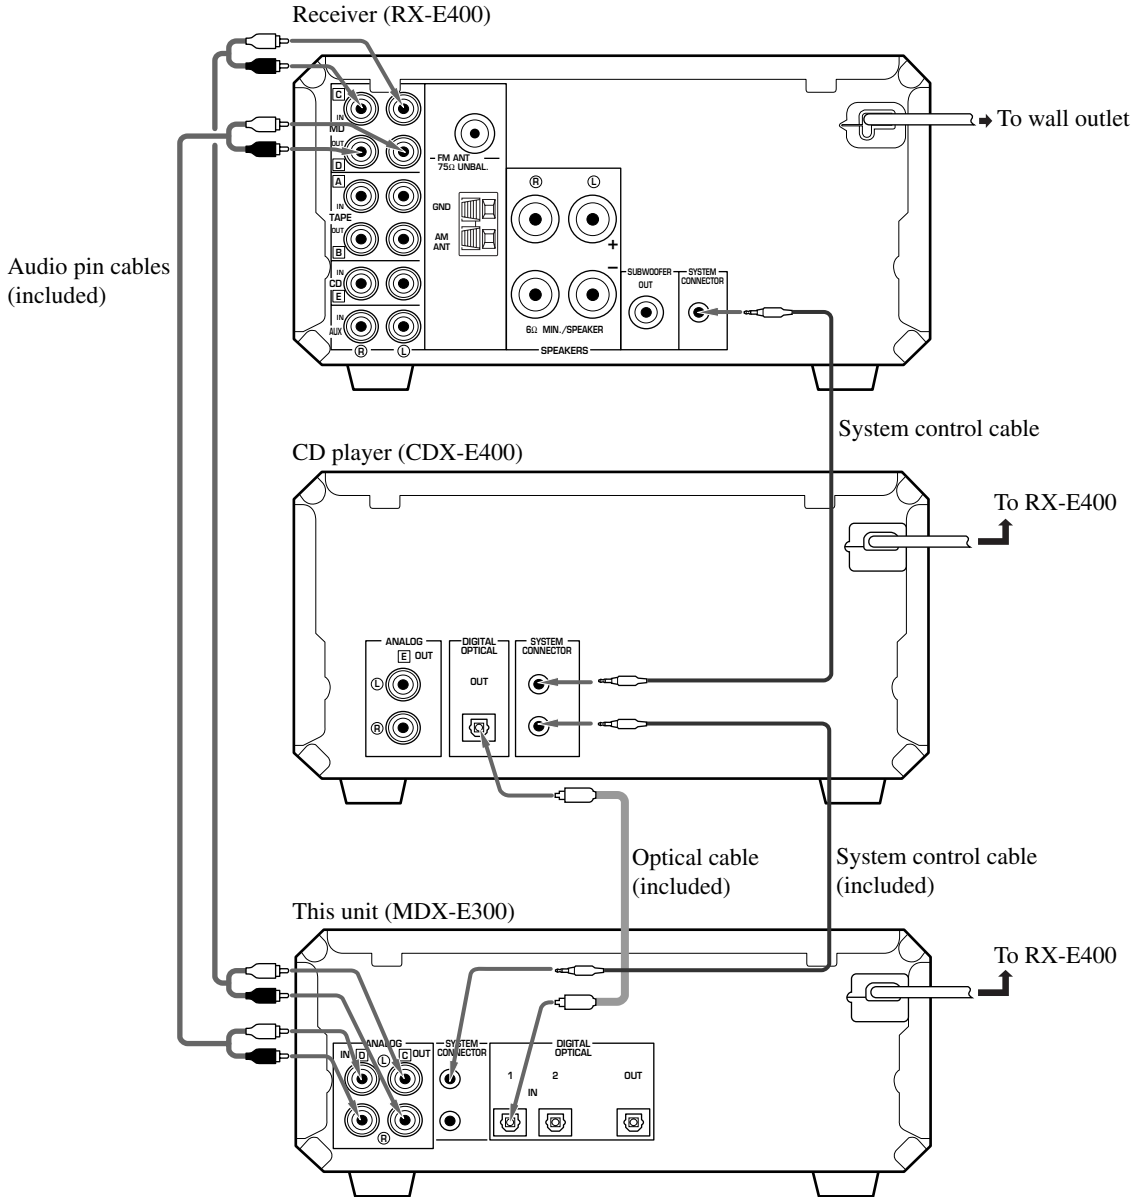 Receiver (RX-E400)
C
IN
MD
OUT
D
A
IN
TAPE
OUT
B
IN
CD
E
IN
AUX
R L
FM ANT
75Ω UNBAL.
GND
AM
ANT
R L
+
−
6Ω MIN./SPEAKER
SPEAKERS
SUBWOOFER
OUT
SYSTEM
CONNECTOR
To wall outlet
Audio pin cables
(included)
System control cable
CD player (CDX-E400)
To RX-E400
ANALOG
E OUT
L
R
DIGITAL
OPTICAL
OUT
SYSTEM
CONNECTOR
Optical cable
(included)
System control cable
(included)
This unit (MDX-E300)
To RX-E400
ANALOG
IN D L C OUT
R
SYSTEM
CONNECTOR
DIGITAL
OPTICAL
1 2 OUT
IN